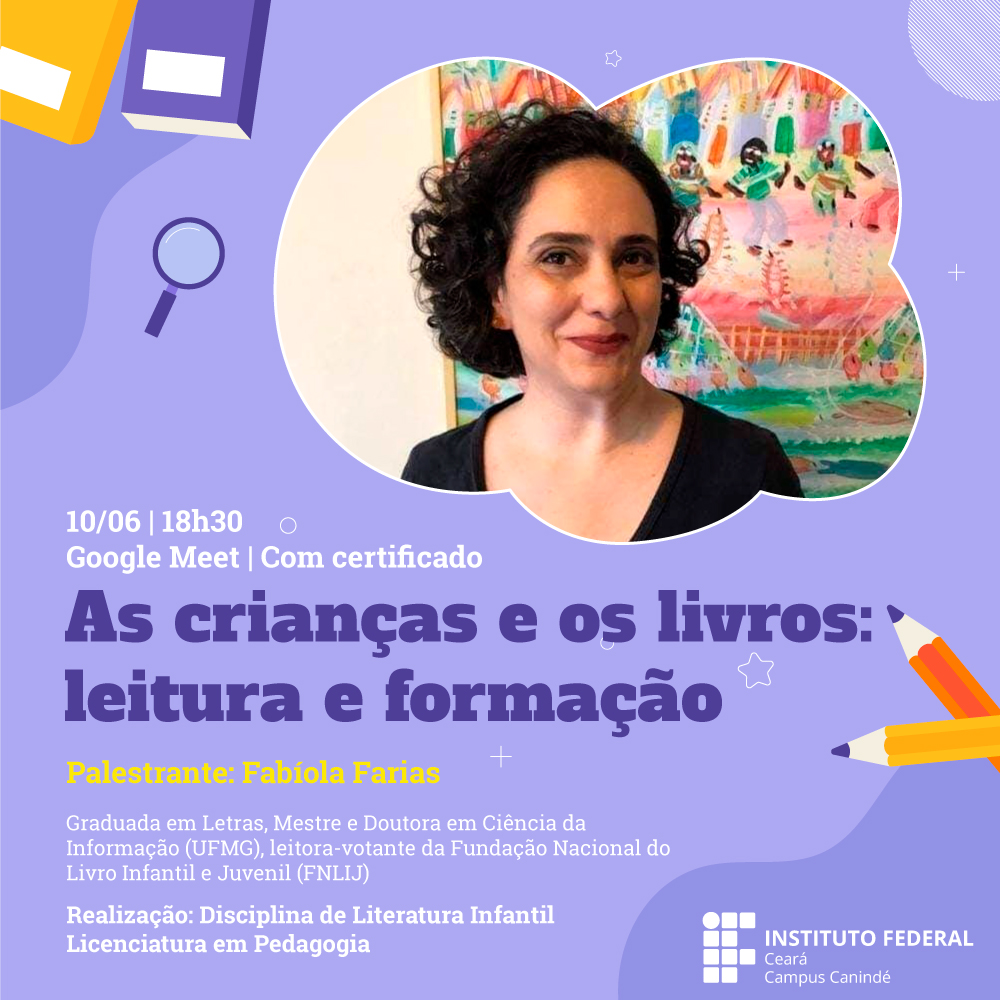 10/06 | 18h30
Google Meet | Com certificado
As crianças e os livros:
leitura e formação
Palestrante: Fabíola Farias
Graduada em Letras, Mestre e Doutora em Ciência da
Informação (UFMG), leitora-votante da Fundação Nacional do
Livro Infantil e Juvenil (FNLIJ)
Realização: Disciplina de Literatura Infantil
Licenciatura em Pedagogia
INSTITUTO FEDERAL
Ceará
Campus Canindé